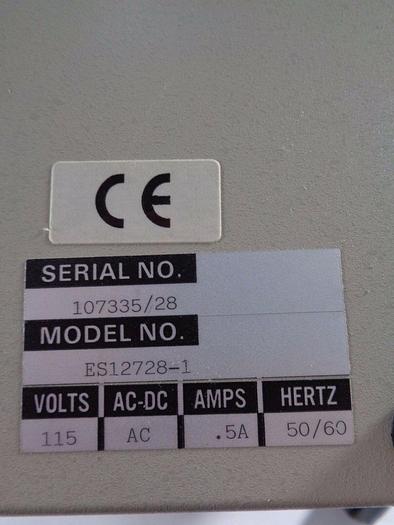 CE
SERIAL NO.
107335/28
MODEL NO.
ES12728-1
VOLTS AC-DC AMPS HERTZ
115 AC .5A 50/60